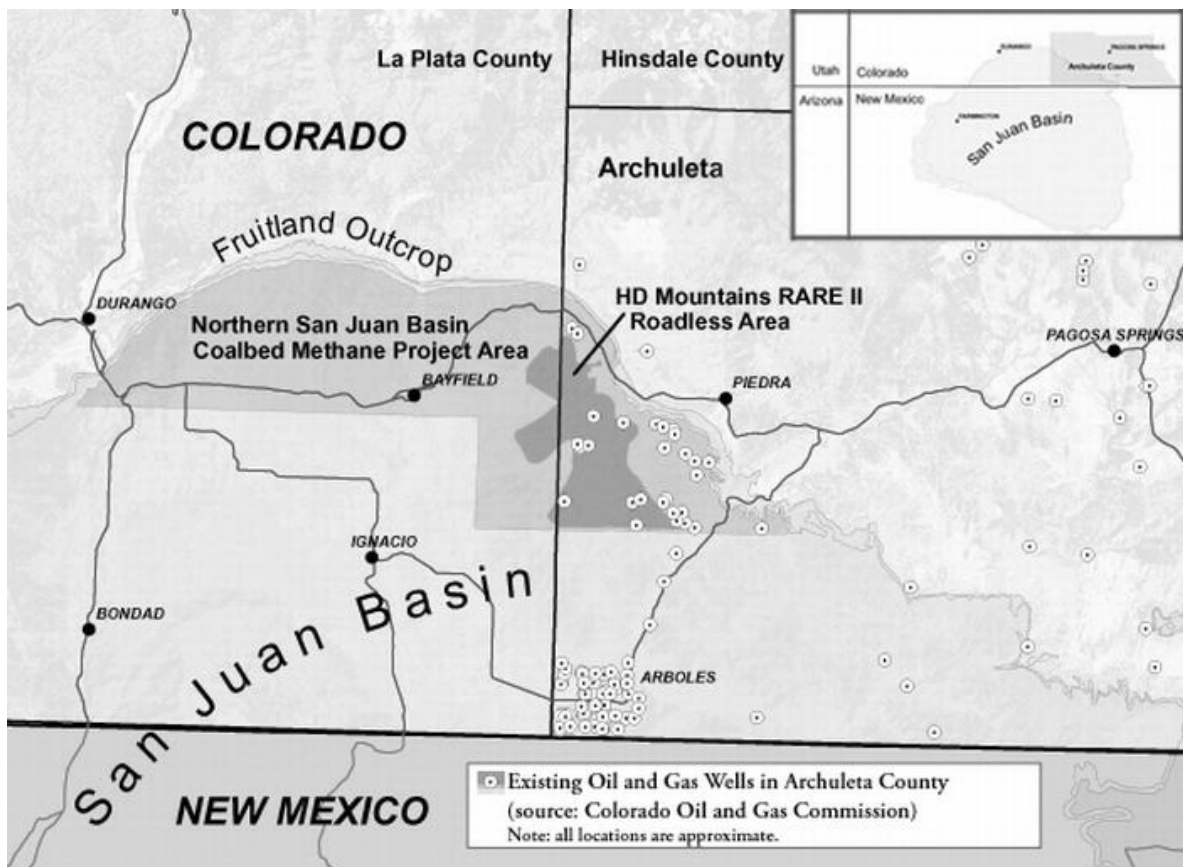 La Plata County
Hinsdale County
COLORADO
Archuleta
Utah
Colorado
Arizona
New Mexico
DURANGO
PAGOSA SPRINGS
Archuleta County
FARMINGTON
San Juan Basin
Fruitland Outcrop
DURANGO
Northern San Juan Basin
Coalbed Methane Project Area
HD Mountains RARE II
Roadless Area
PAGOSA SPRINGS
BAYFIELD
PIEDRA
IGNACIO
San Juan Basin
BONDAD
ARBOLES
NEW MEXICO
Existing Oil and Gas Wells in Archuleta County
(source: Colorado Oil and Gas Commission)
Note: all locations are approximate.